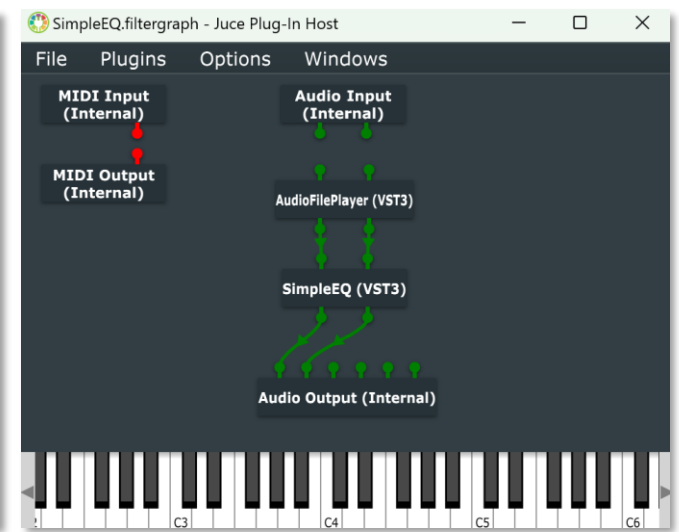 SimpleEQ.filtergraph - Juce Plug-In Host
File Plugins Options Windows
MIDI Input
(Internal)
Audio Input
(Internal)
MIDI Output
(Internal)
AudioFilePlayer (VST3)
SimpleEQ (VST3)
Audio Output (Internal)
C3 C4 C5 C6